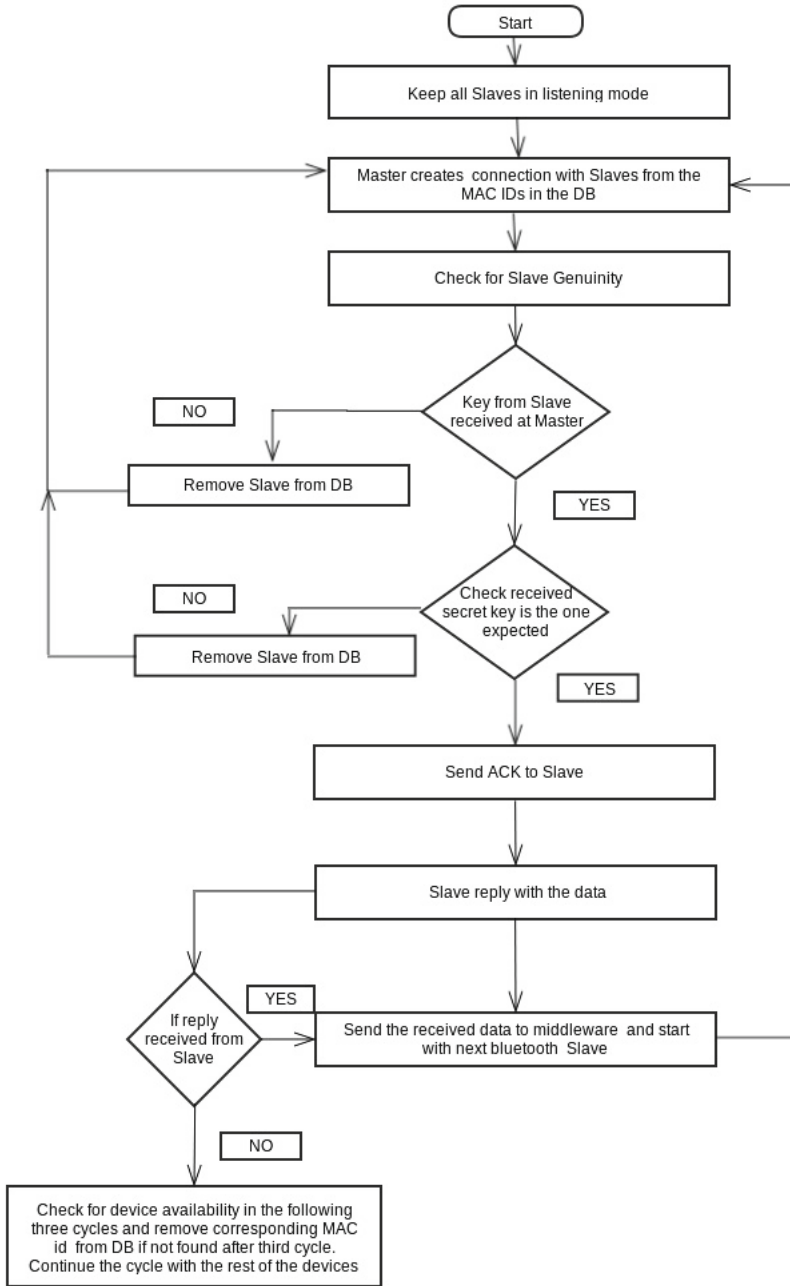 Start
Keep all Slaves in listening mode
Master creates connection with Slaves from the
MAC IDs in the DB
Check for Slave Genuinity
Key from Slave
received at Master
NO
Remove Slave from DB
YES
Check received
secret key is the one
expected
NO
Remove Slave from DB
YES
Send ACK to Slave
Slave reply with the data
If reply
received from
Slave
YES
Send the received data to middleware and start
with next bluetooth Slave
NO
Check for device availability in the following
three cycles and remove corresponding MAC
id from DB if not found after third cycle.
Continue the cycle with the rest of the devices